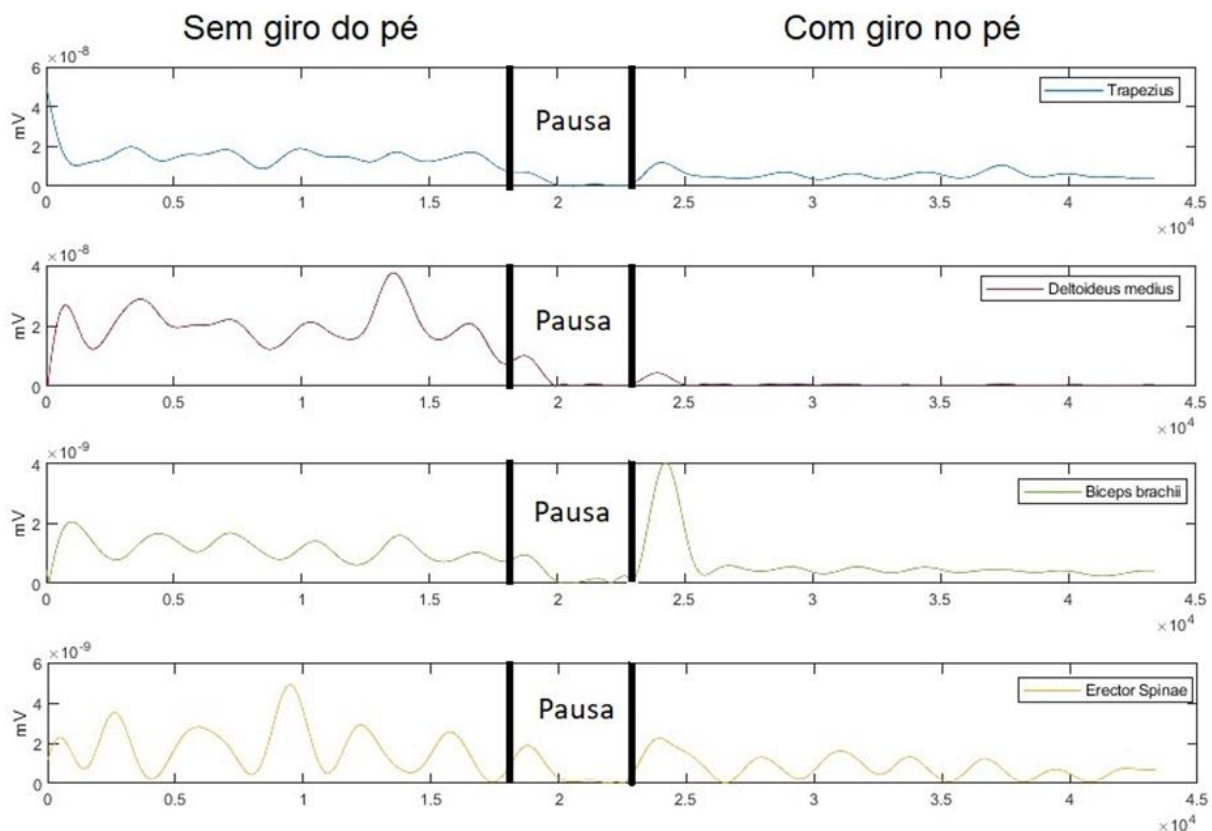 Sem giro do pé
Com giro no pé
×10⁻⁸
6
4
2
0
mV
Pausa
Trapezius
0 0.5 1 1.5 2 2.5 3 3.5 4 4.5
×10⁴
×10⁻⁸
4
2
0
mV
Pausa
Deltoideus medius
0 0.5 1 1.5 2 2.5 3 3.5 4 4.5
×10⁴
×10⁻⁹
4
2
0
mV
Pausa
Biceps brachii
0 0.5 1 1.5 2 2.5 3 3.5 4 4.5
×10⁴
×10⁻⁹
6
4
2
0
mV
Pausa
Erector Spinae
0 0.5 1 1.5 2 2.5 3 3.5 4 4.5
×10⁴